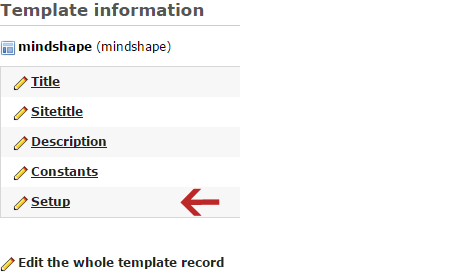 Template information
mindshape (mindshape)
Title
Sitetitle
Description
Constants
Setup
Edit the whole template record